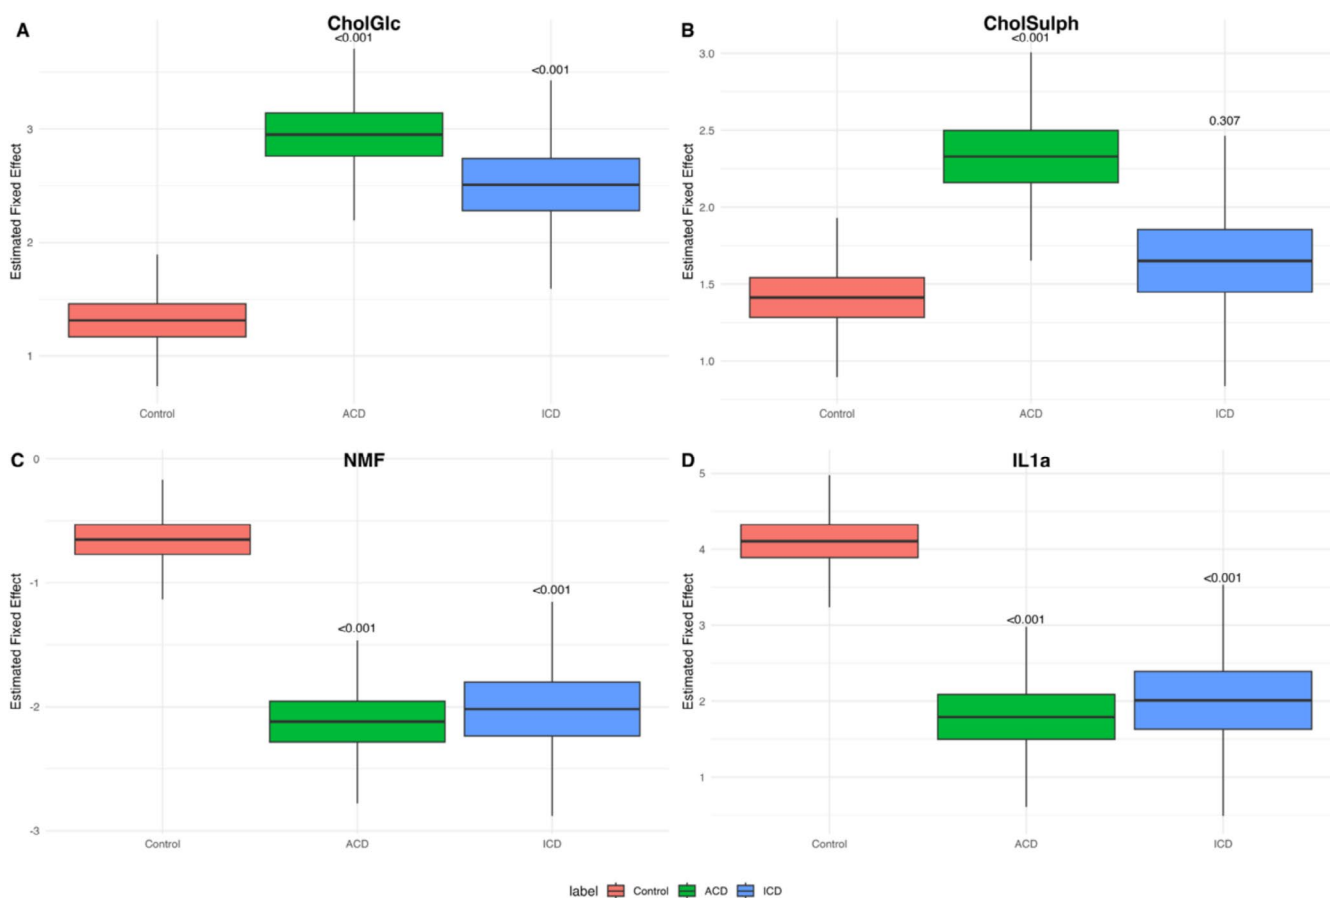 A
CholGlc
<0.001
<0.001
Estimated Fixed Effect
3
2
1
Control
ACD
ICD
B
CholSulph
<0.001
0.307
Estimated Fixed Effect
3.0
2.5
2.0
1.5
1.0
Control
ACD
ICD
C
NMF
<0.001
<0.001
Estimated Fixed Effect
0
-1
-2
-3
Control
ACD
ICD
D
IL1a
<0.001
<0.001
Estimated Fixed Effect
5
4
3
2
1
Control
ACD
ICD
label Control ACD ICD